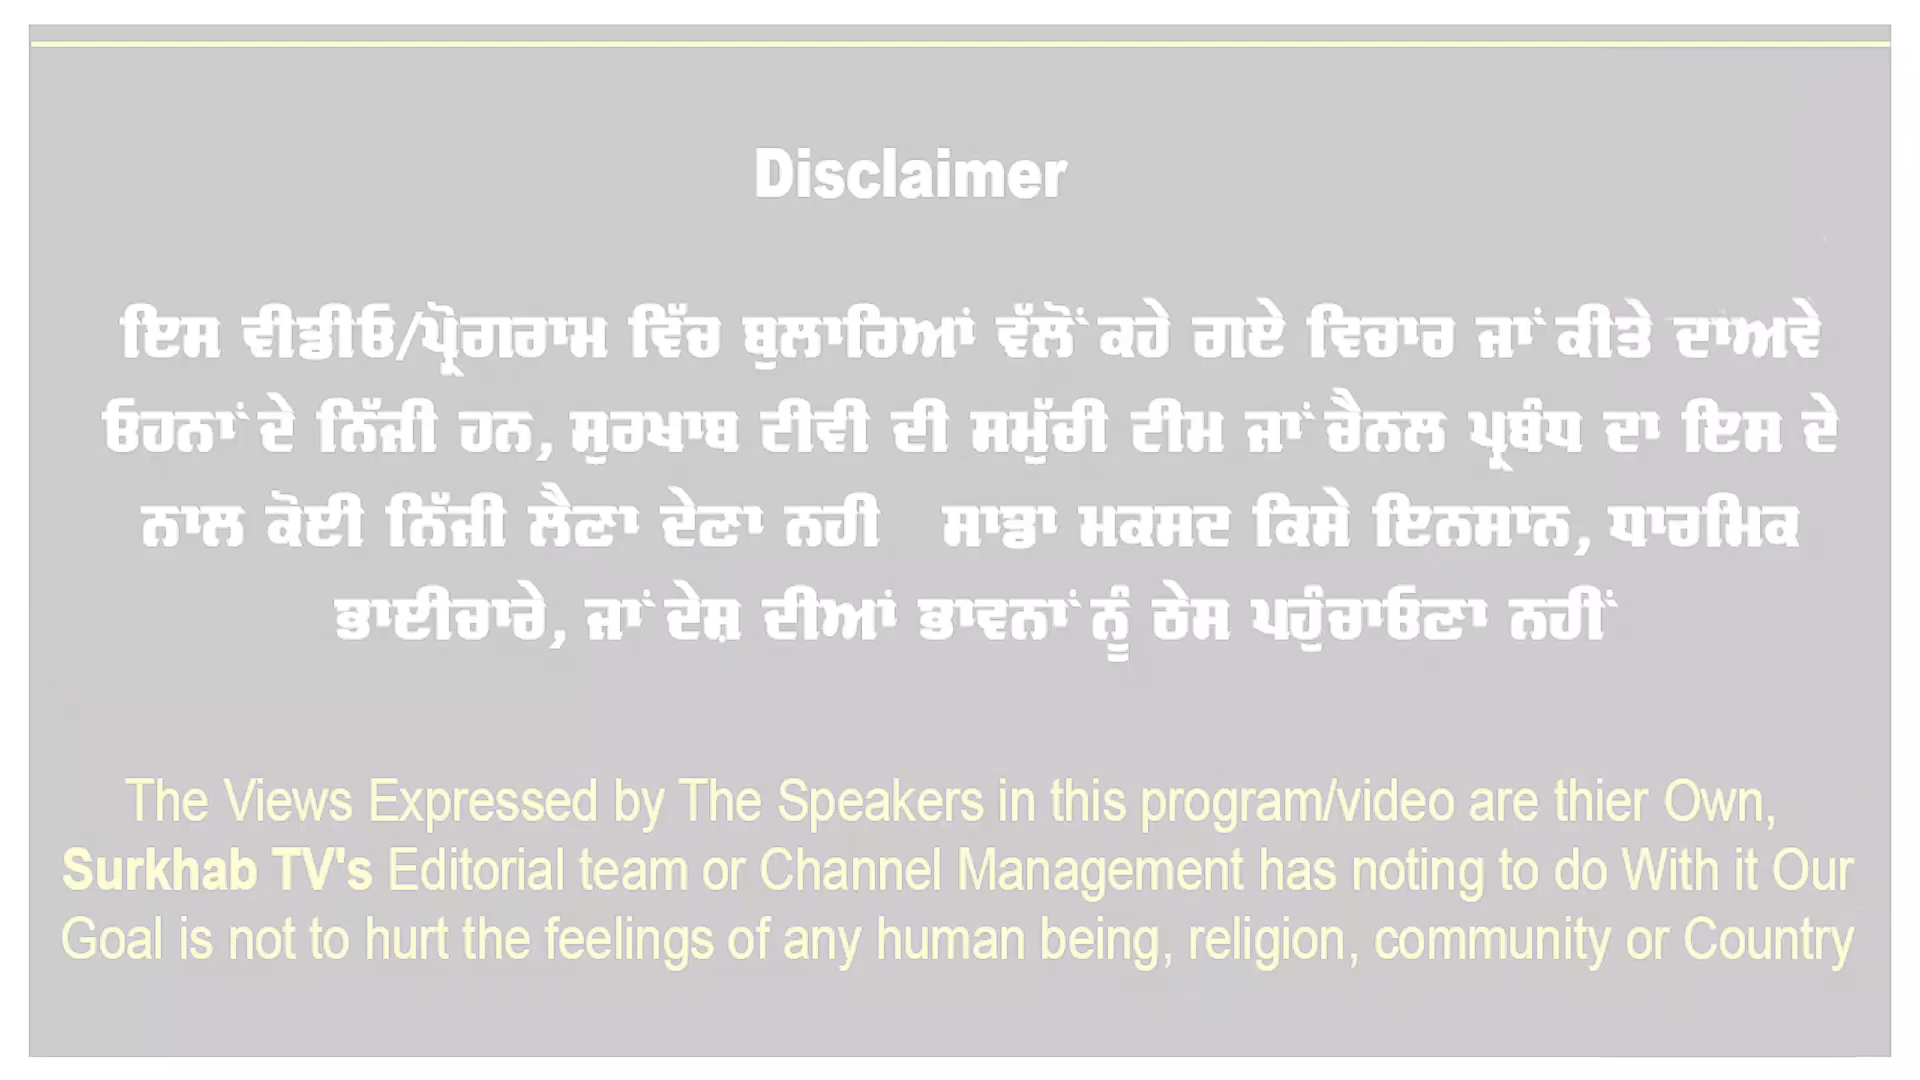 Disclaimer
ਇਸ ਵੀਡੀਓ/ਪ੍ਰੋਗਰਾਮ ਵਿੱਚ ਬੁਲਾਰਿਆਂ ਵੱਲੋਂ ਕਹੇ ਗਏ ਵਿਚਾਰ ਜਾਂ ਕੀਤੇ ਦਾਂਅਵੇ
ਓਹਨਾਂ ਦੇ ਨਿੱਜੀ ਹਨ, ਸੁਰਖਾਬ ਟੀਵੀ ਦੀ ਸਮੁੱਚੀ ਟੀਮ ਜਾਂ ਚੈਨਲ ਪ੍ਰਬੰਧ ਦਾ ਇਸ ਦੇ
ਨਾਲ ਕੋਈ ਨਿੱਜੀ ਲੈਣਾ ਦੇਣਾ ਨਹੀ ਸਾਡਾ ਮਕਸਦ ਕਿਸੇ ਇਨਸਾਨ, ਧਾਰਮਿਕ
ਭਾਈਚਾਰੇ, ਜਾਂ ਦੇਸ਼ ਦੀਆਂ ਭਾਵਨਾਂ ਨੂੰ ਠੇਸ ਪਹੁੰਚਾਓਣਾ ਨਹੀਂ
The Views Expressed by The Speakers in this program/video are thier Own,
Surkhab TV's Editorial team or Channel Management has noting to do With it Our
Goal is not to hurt the feelings of any human being, religion, community or Country